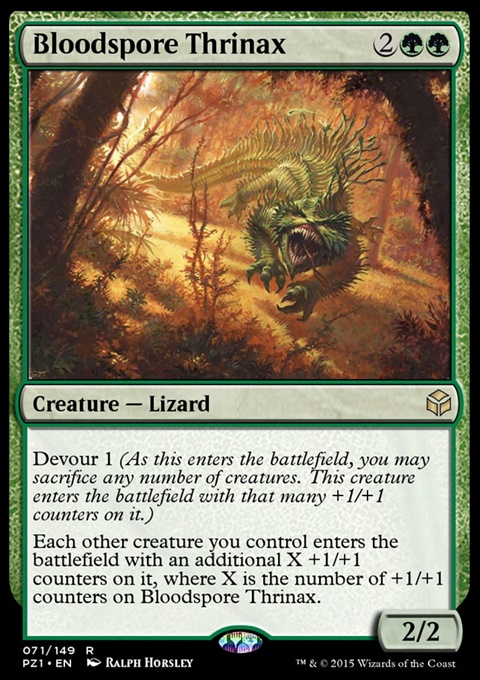 Bloodspore Thrinax 2
Creature — Lizard
Devour 1 (As this enters the battlefield, you may
sacrifice any number of creatures. This creature
enters the battlefield with that many +1/+1
counters on it.)
Each other creature you control enters the
battlefield with an additional X +1/+1
counters on it, where X is the number of +1/+1
counters on Bloodspore Thrinax.
2/2
071/149 R
PZ1 • EN RALPH HORSLEY
™ & © 2015 Wizards of the Coast